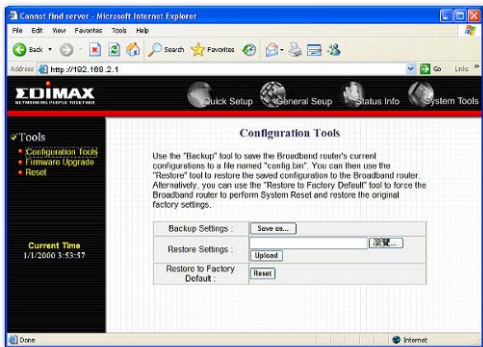 Cannot find server - Microsoft Internet Explorer
File Edit View Favorites Tools Help
Back Search Favorites
Address http://192.168.2.1 Go Links »
EDIMAX
NETWORKING PEOPLE TOGETHER
Quick Setup General Seup Status Info System Tools
Tools
Configuration Tools
Firmware Upgrade
Reset
Current Time
1/1/2000 3:53:57
Configuration Tools
Use the "Backup" tool to save the Broadband router's current
configurations to a file named "config.bin". You can then use the
"Restore" tool to restore the saved configuration to the Broadband router.
Alternatively, you can use the "Restore to Factory Default" tool to force the
Broadband router to perform System Reset and restore the original
factory settings.
Backup Settings : Save as...
Restore Settings : 瀏覽...
Upload
Restore to Factory
Default : Reset
Done Internet